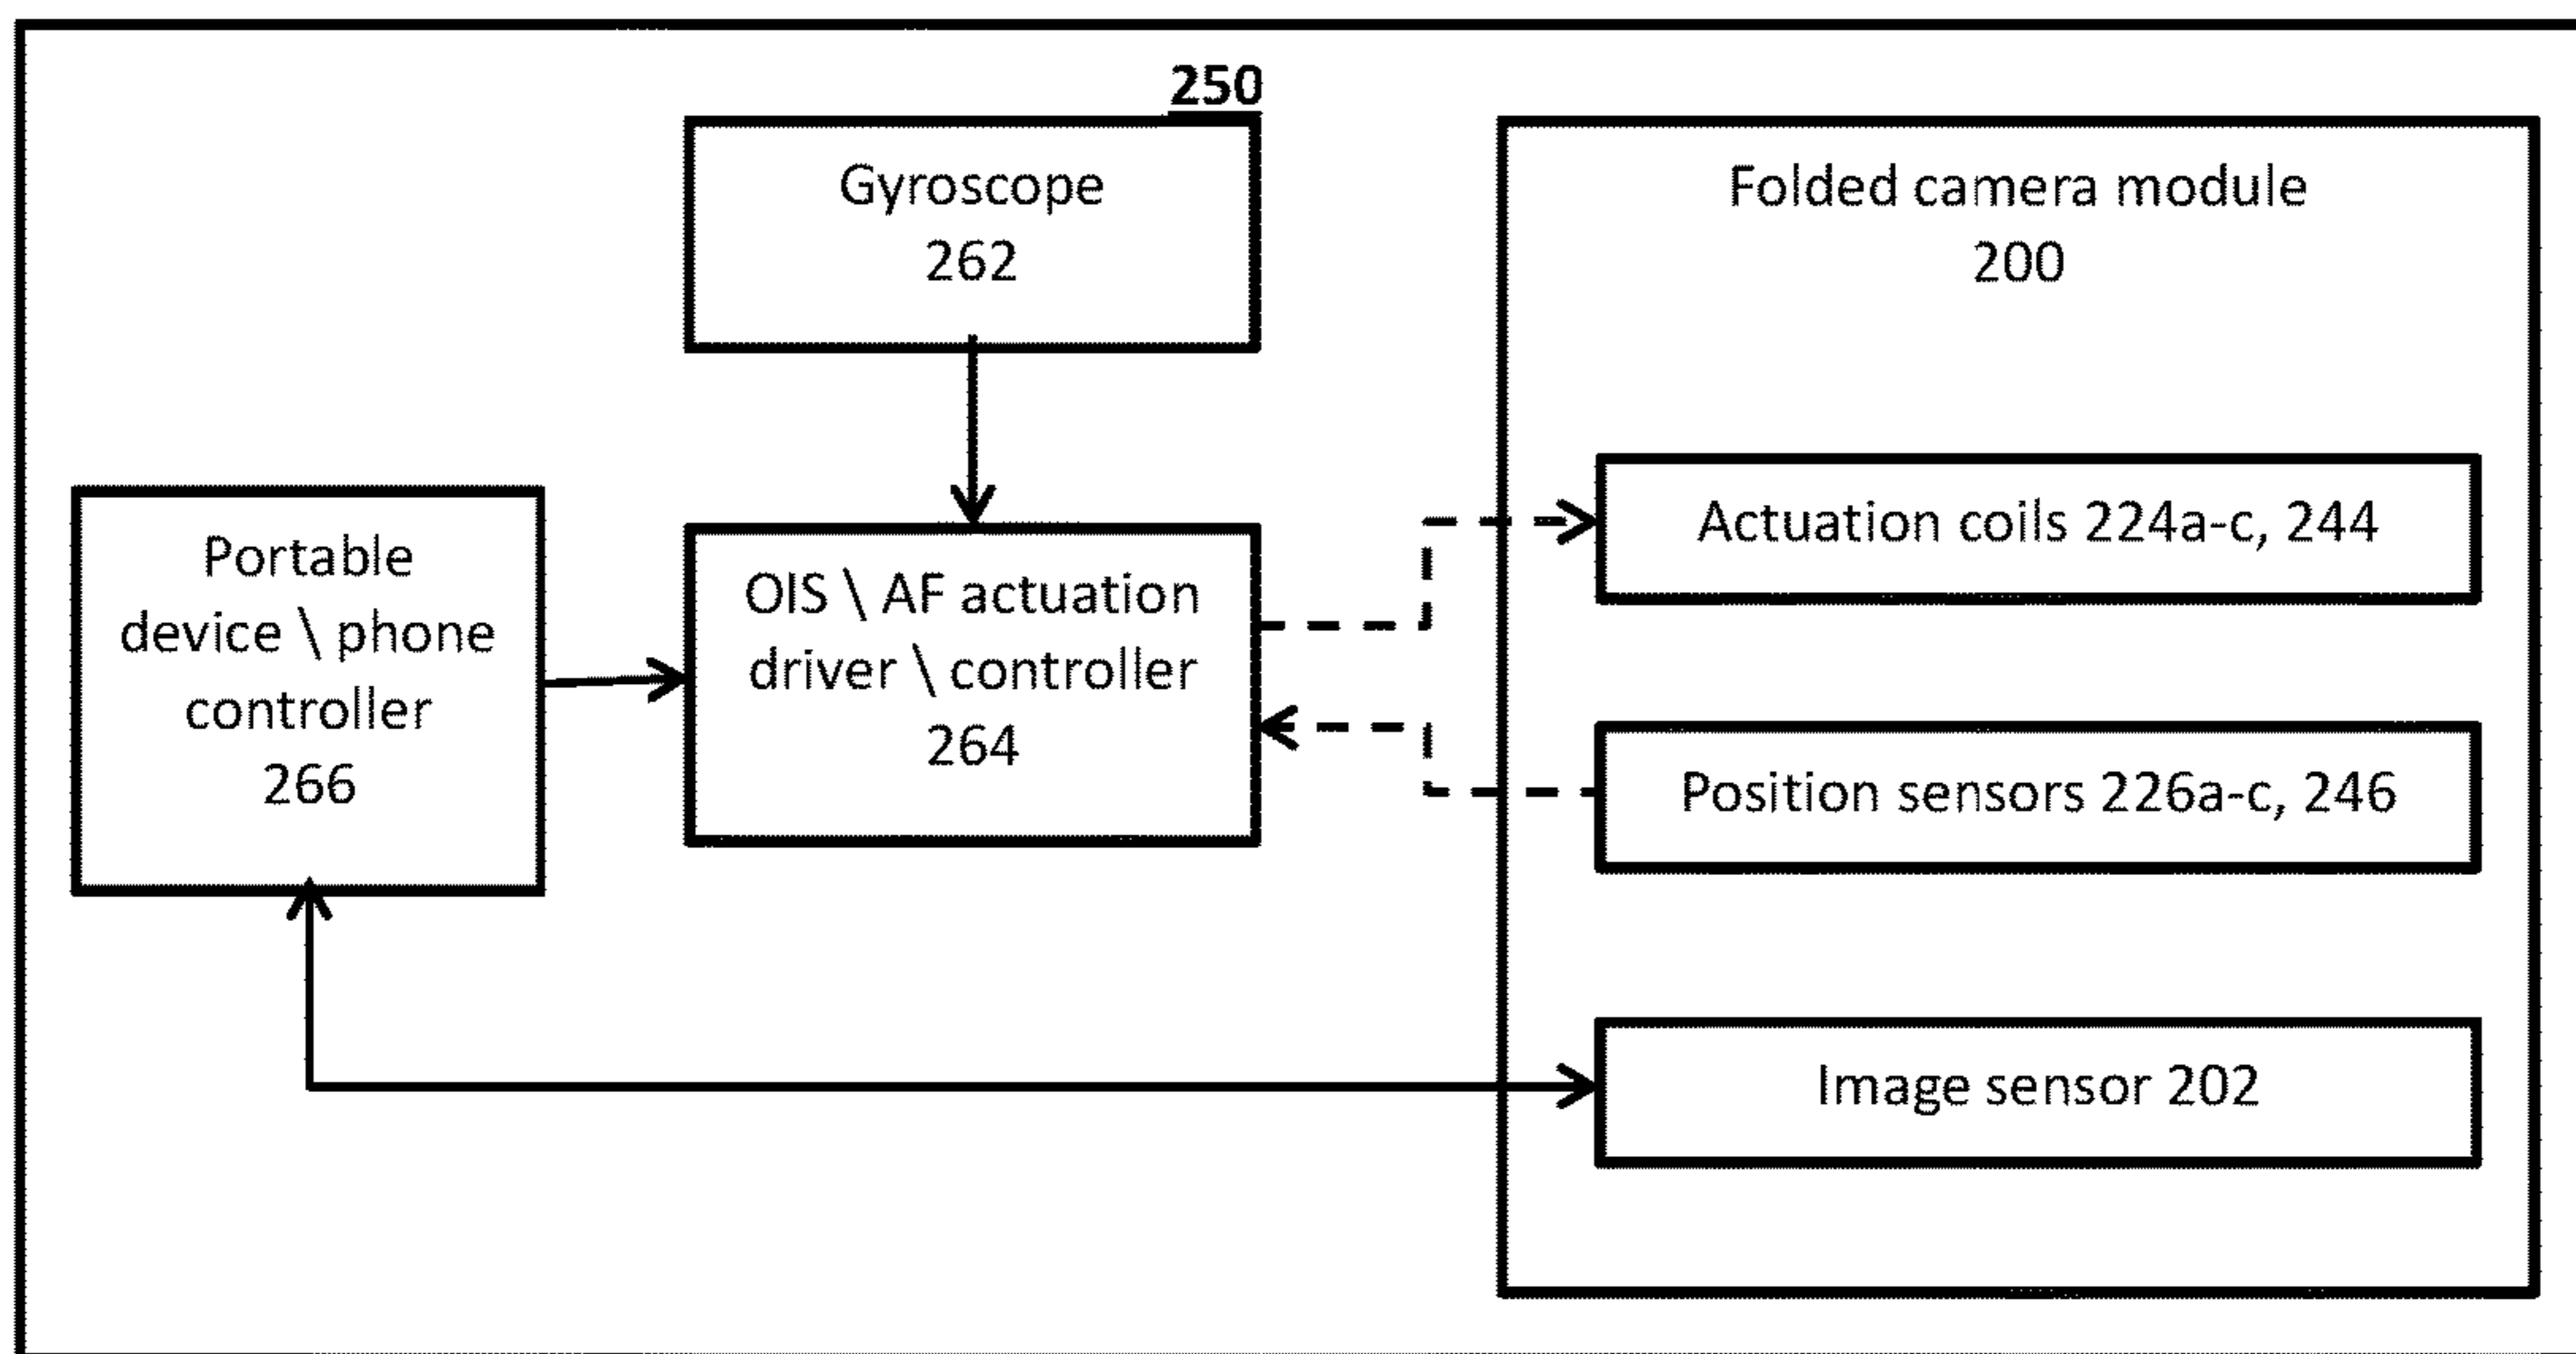 250
Gyroscope
262
Folded camera module
200
Portable
device \ phone
controller
266
OIS \ AF actuation
driver \ controller
264
Actuation coils 224a-c, 244
Position sensors 226a-c, 246
Image sensor 202